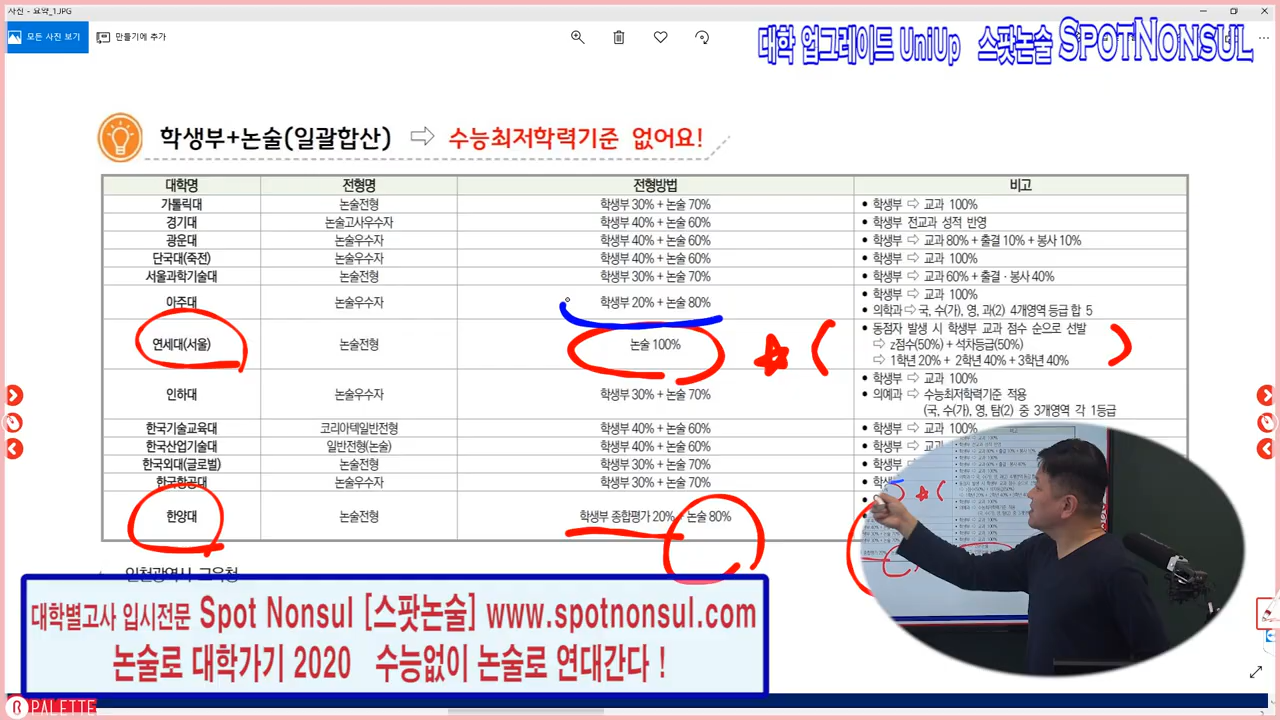 사진 - 요약_1.JPG
모든 사진 보기 만들기에 추가
대학 업그레이드 UniUp 스팟논술 SPOTNONSUL
학생부+논술(일괄합산) ⇨ 수능최저학력기준 없어요!
대학명 전형명 전형방법 비고
가톨릭대 논술전형 학생부 30% + 논술 70% • 학생부 ⇨ 교과 100%
경기대 논술고사우수자 학생부 40% + 논술 60% • 학생부 전교과 성적 반영
광운대 논술우수자 학생부 40% + 논술 60% • 학생부 ⇨ 교과 80% + 출결 10% + 봉사 10%
단국대(죽전) 논술우수자 학생부 40% + 논술 60% • 학생부 ⇨ 교과 100%
서울과학기술대 논술전형 학생부 30% + 논술 70% • 학생부 ⇨ 교과 60% + 출결 · 봉사 40%
아주대 논술우수자 학생부 20% + 논술 80% • 학생부 ⇨ 교과 100%
• 의학과 ⇨ 국, 수(가), 영, 과(2) 4개영역 등급 합 5
연세대(서울) 논술전형 논술 100% • 동점자 발생 시 학생부 교과 점수 순으로 선발
⇨ z점수(50%) + 석차등급(50%)
⇨ 1학년 20% + 2학년 40% + 3학년 40%
인하대 논술우수자 학생부 30% + 논술 70% • 학생부 ⇨ 교과 100%
• 의예과 ⇨ 수능최저학력기준 적용
(국, 수(가), 영, 탐(2) 중 3개영역 각 1등급
한국기술교육대 코리아텍일반전형 학생부 40% + 논술 60% • 학생부 ⇨ 교과 100%
한국산업기술대 일반전형(논술) 학생부 40% + 논술 60% • 학생부 ⇨
한국외대(글로벌) 논술전형 학생부 30% + 논술 70% • 학생부
한국항공대 논술우수자 학생부 30% + 논술 70% • 학생
한양대 논술전형 학생부 종합평가 20% 논술 80%
인천광역시 교육청
대학별고사 입시전문 Spot Nonsul [스팟논술] www.spotnonsul.com
논술로 대학가기 2020 수능없이 논술로 연대간다 !
PALETTE